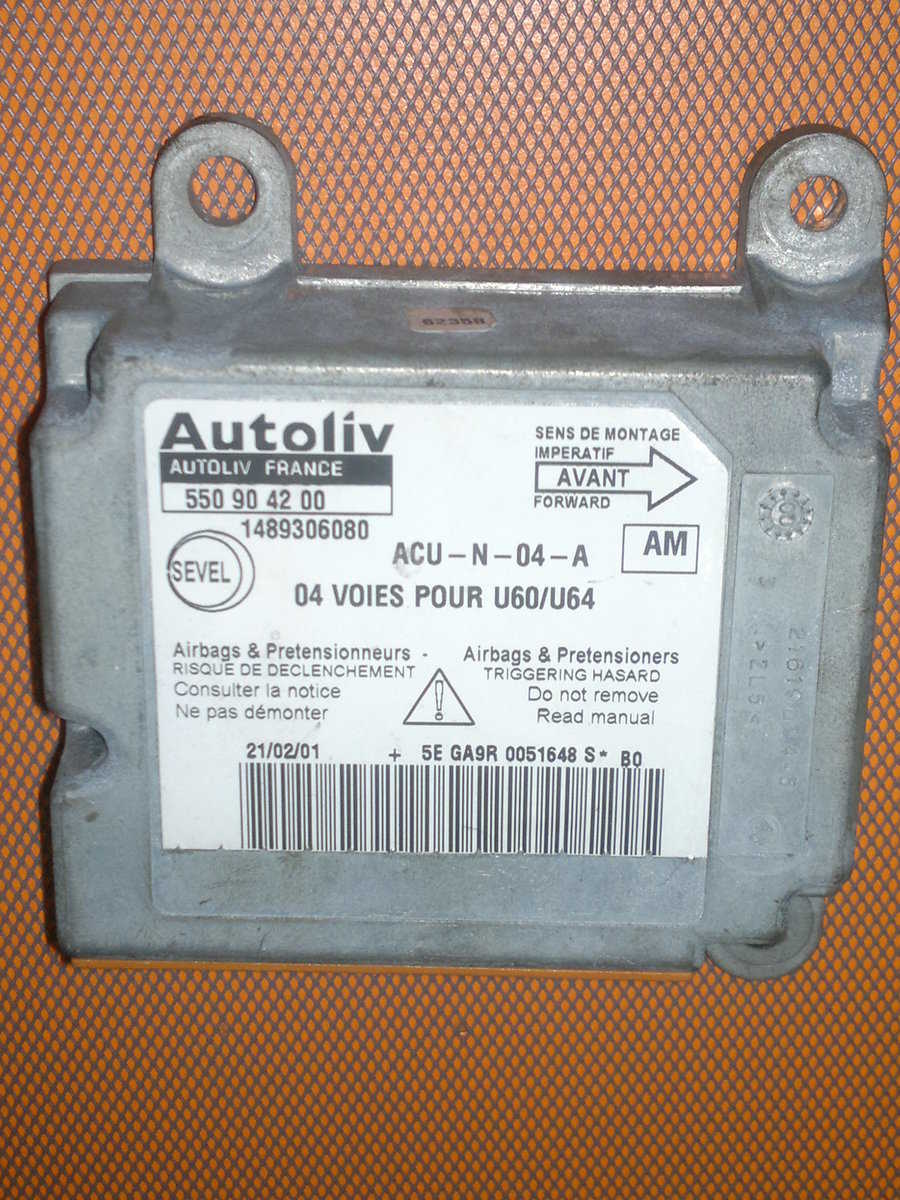 62358
Autoliv
AUTOLIV FRANCE
550 90 42 00
1489306080
SEVEL
SENS DE MONTAGE
IMPERATIF
AVANT
FORWARD
AM
ACU-N-04-A
04 VOIES POUR U60/U64
Airbags & Pretensionneurs -
RISQUE DE DECLENCHEMENT
Consulter la notice
Ne pas démonter
Airbags & Pretensioners
TRIGGERING HASARD
Do not remove
Read manual
21/02/01 + 5E GA9R 0051648 S* B0